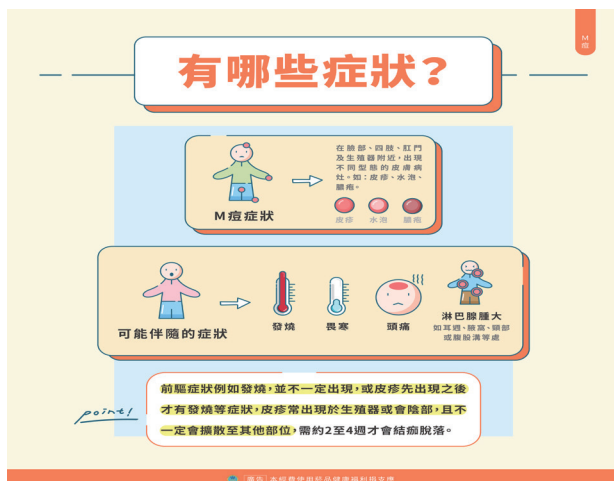 M痘
有哪些症狀?
在臉部、四肢、肛門
及生殖器附近,出現
不同型態的皮膚病
灶。如:皮疹、水泡、
膿疱。
皮疹 水泡 膿疱
M痘症狀
可能伴隨的症狀
發燒
畏寒
頭痛
淋巴腺腫大
如耳週、腋窩、頸部
或腹股溝等處
point!
前驅症狀例如發燒,並不一定出現,或皮疹先出現之後
才有發燒等症狀,皮疹常出現於生殖器或會陰部,且不
一定會擴散至其他部位,需約2至4週才會結痂脫落。